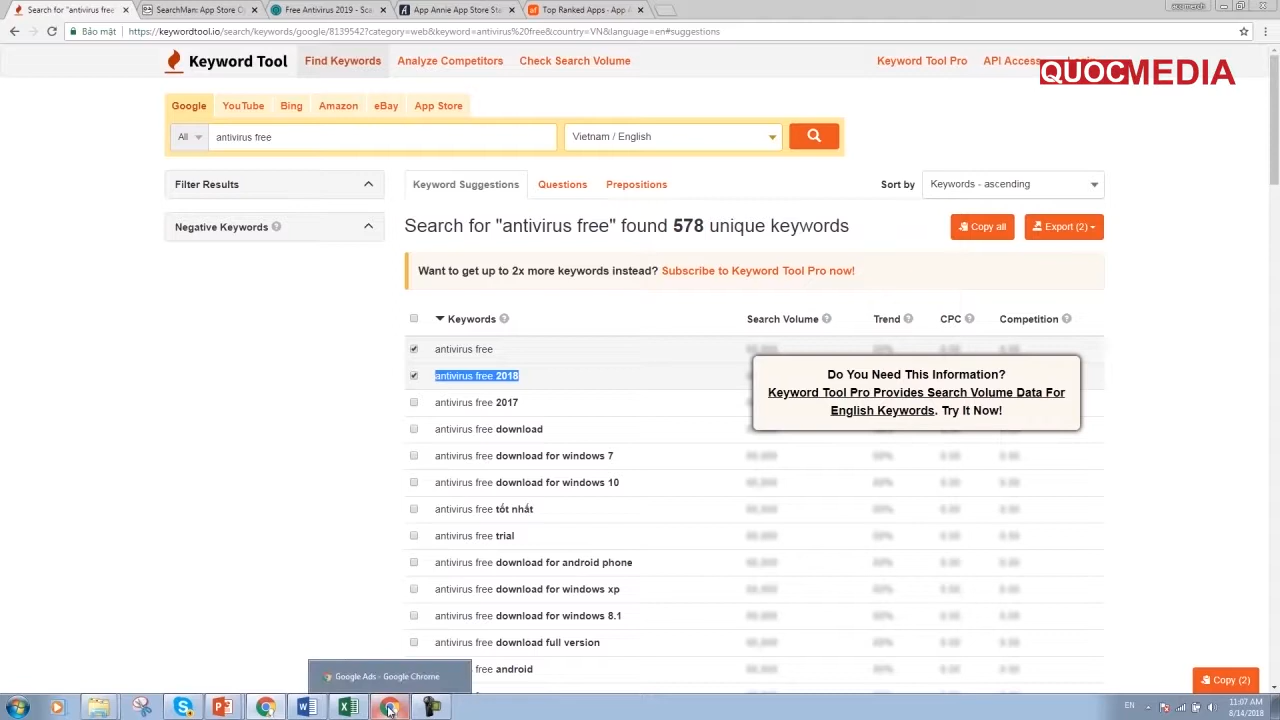 Search for "antivirus free" f
SearchMan: App Store O
Free Antivirus 2019 - Sca
Annie App Store Stat
Top Ranked Apps - App A
Bảo mật
https://keywordtool.io/search/keywords/8139542?category=web&keyword=antivirus%20free&country=VN&language=en#suggestions
Keyword Tool
Find Keywords
Analyze Competitors
Check Search Volume
Keyword Tool Pro
API Access
QUOCMEDIA
Google
YouTube
Bing
Amazon
eBay
App Store
All
antivirus free
Vietnam / English
Filter Results
Keyword Suggestions
Questions
Prepositions
Sort by
Keywords - ascending
Negative Keywords
Search for "antivirus free" found 578 unique keywords
Copy all
Export (2)
Want to get up to 2x more keywords instead? Subscribe to Keyword Tool Pro now!
Keywords
Search Volume
Trend
CPC
Competition
antivirus free
antivirus free 2018
Do You Need This Information?
Keyword Tool Pro Provides Search Volume Data For
English Keywords. Try It Now!
antivirus free 2017
antivirus free download
antivirus free download for windows 7
antivirus free download for windows 10
antivirus free tốt nhất
antivirus free trial
antivirus free download for android phone
antivirus free download for windows xp
antivirus free download for windows 8.1
antivirus free download full version
free android
Google Ads - Google Chrome
Copy (2)
EN
11:07 AM
8/14/2018